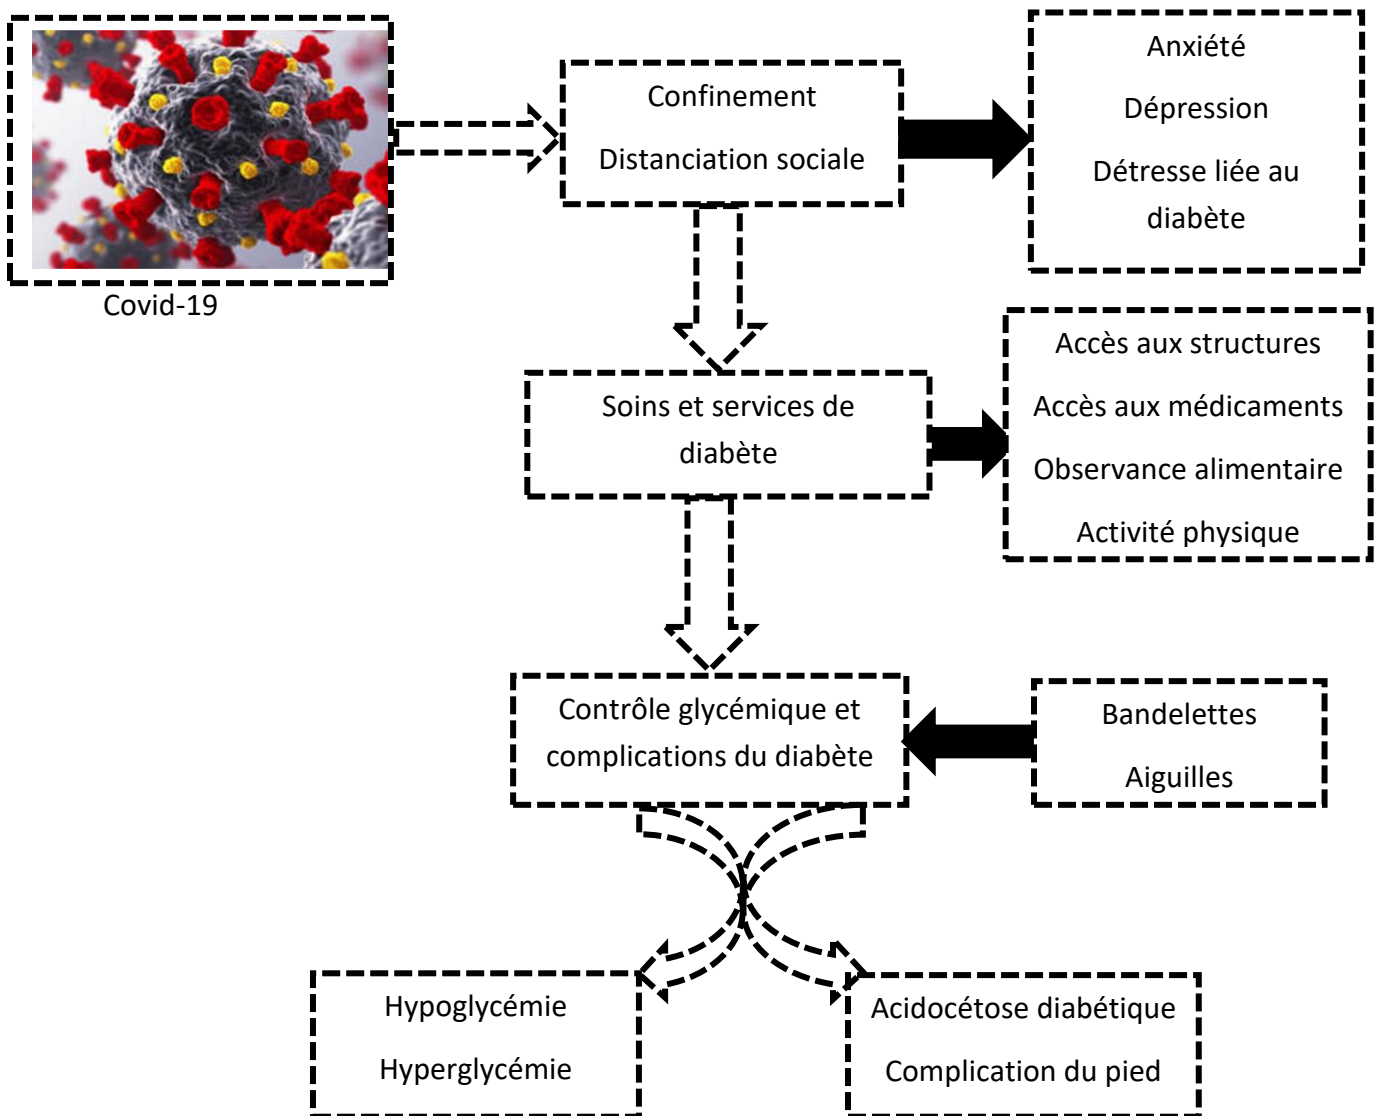 Covid-19
Confinement
Distanciation sociale
Anxiété
Dépression
Détresse liée au
diabète
Soins et services de
diabète
Accès aux structures
Accès aux médicaments
Observance alimentaire
Activité physique
Contrôle glycémique et
complications du diabète
Bandelettes
Aiguilles
Hypoglycémie
Hyperglycémie
Acidocétose diabétique
Complication du pied